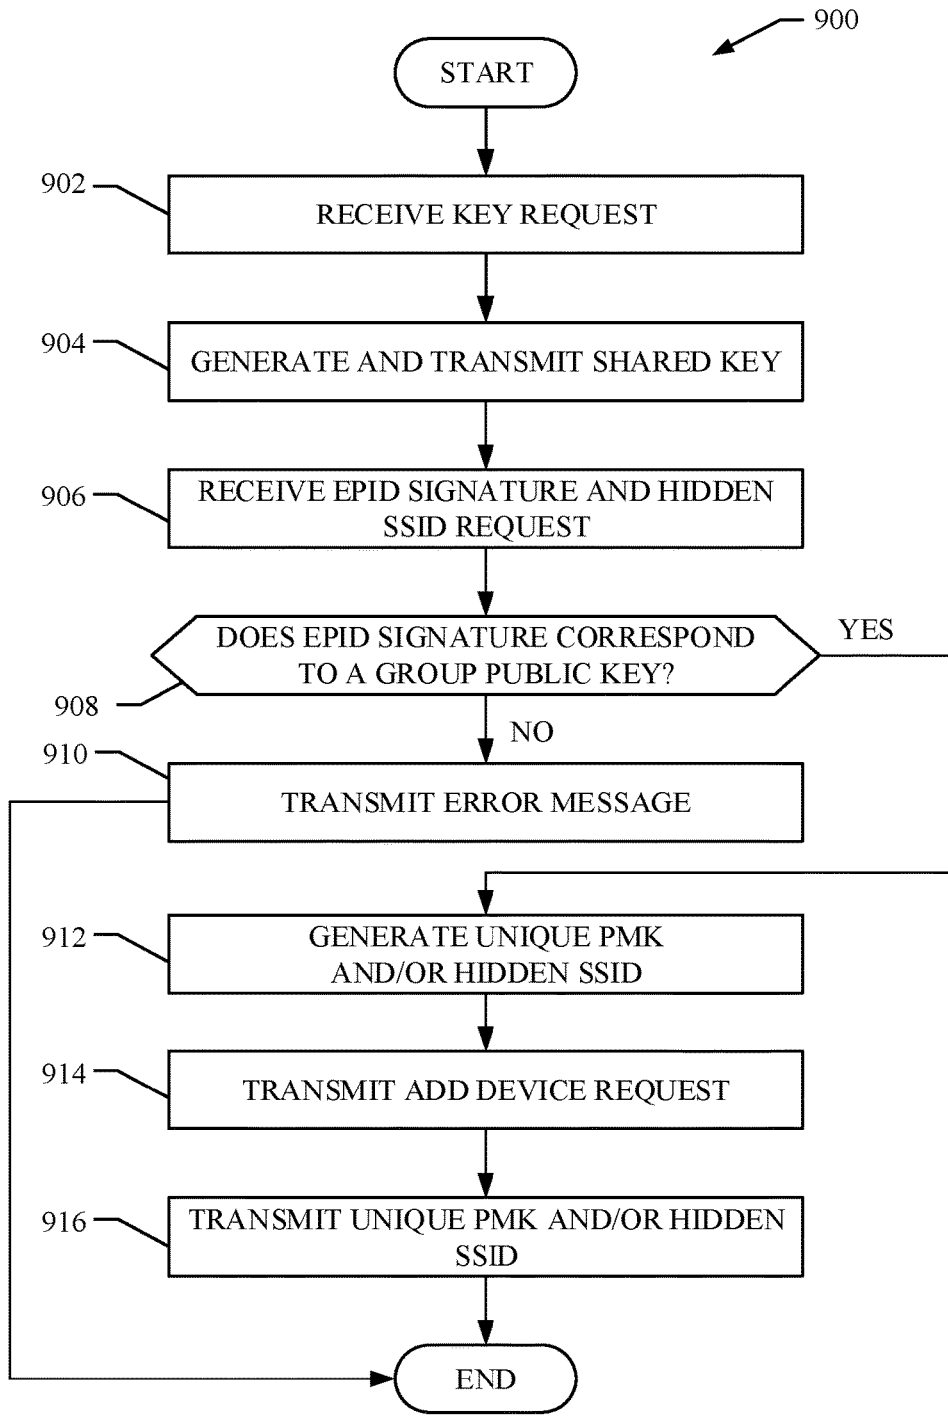 900
START
902
RECEIVE KEY REQUEST
904
GENERATE AND TRANSMIT SHARED KEY
906
RECEIVE EPID SIGNATURE AND HIDDEN
SSID REQUEST
DOES EPID SIGNATURE CORRESPOND
TO A GROUP PUBLIC KEY?
YES
908
NO
910
TRANSMIT ERROR MESSAGE
912
GENERATE UNIQUE PMK
AND/OR HIDDEN SSID
914
TRANSMIT ADD DEVICE REQUEST
916
TRANSMIT UNIQUE PMK AND/OR HIDDEN
SSID
END